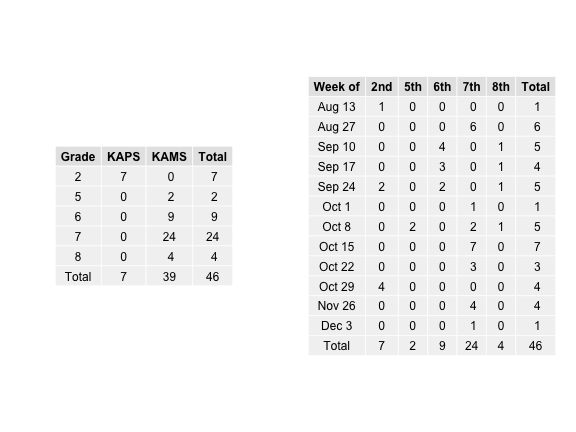 Grade KAPS KAMS Total
2 7 0 7
5 0 2 2
6 0 9 9
7 0 24 24
8 0 4 4
Total 7 39 46
Week of 2nd 5th 6th 7th 8th Total
Aug 13 1 0 0 0 0 1
Aug 27 0 0 0 6 0 6
Sep 10 0 0 4 0 1 5
Sep 17 0 0 3 0 1 4
Sep 24 2 0 2 0 1 5
Oct 1 0 0 0 1 0 1
Oct 8 0 2 0 2 1 5
Oct 15 0 0 0 7 0 7
Oct 22 0 0 0 3 0 3
Oct 29 4 0 0 0 0 4
Nov 26 0 0 0 4 0 4
Dec 3 0 0 0 1 0 1
Total 7 2 9 24 4 46